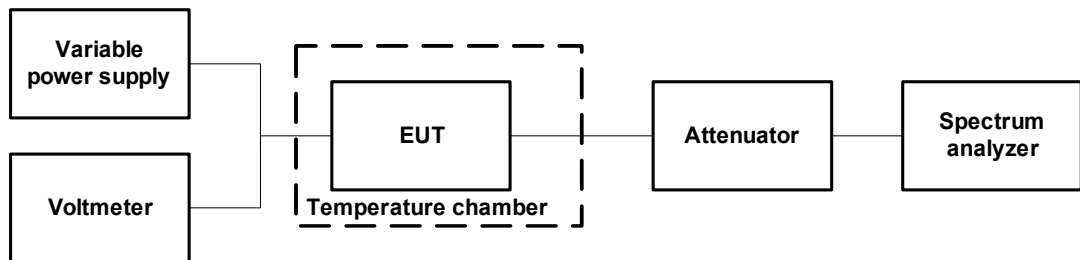 Variable
power supply
Voltmeter
EUT
Temperature chamber
Attenuator
Spectrum
analyzer